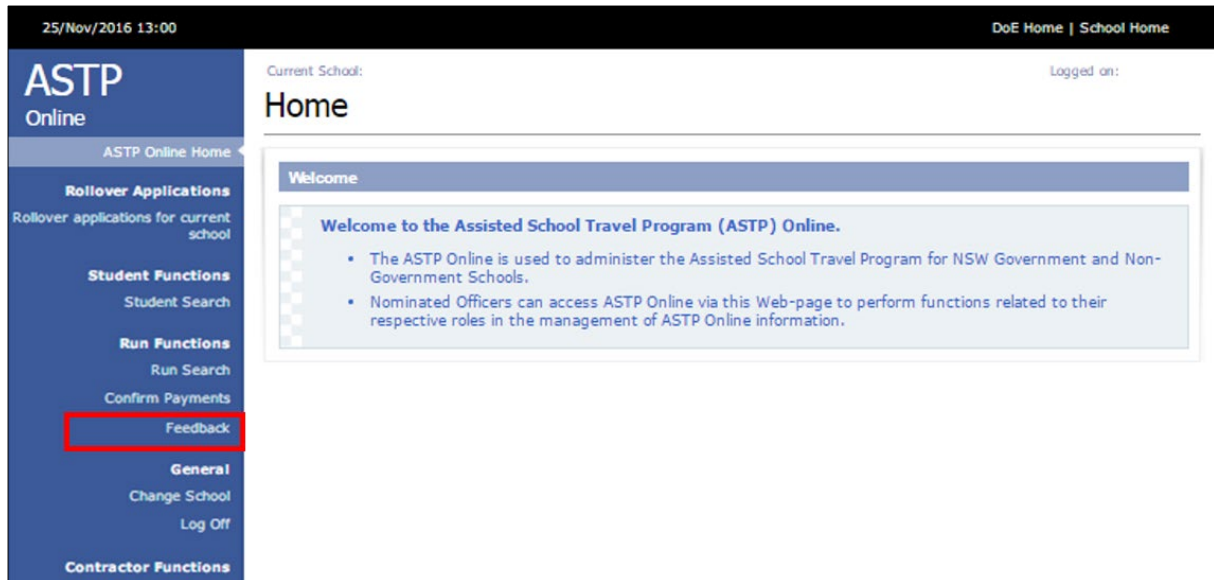 25/Nov/2016 13:00
DoE Home | School Home
ASTP
Online
ASTP Online Home
Rollover Applications
Rollover applications for current
school
Student Functions
Student Search
Run Functions
Run Search
Confirm Payments
Feedback
General
Change School
Log Off
Contractor Functions
Current School:
Logged on:
Home
Welcome
Welcome to the Assisted School Travel Program (ASTP) Online.
• The ASTP Online is used to administer the Assisted School Travel Program for NSW Government and Non-
Government Schools.
• Nominated Officers can access ASTP Online via this Web-page to perform functions related to their
respective roles in the management of ASTP Online information.